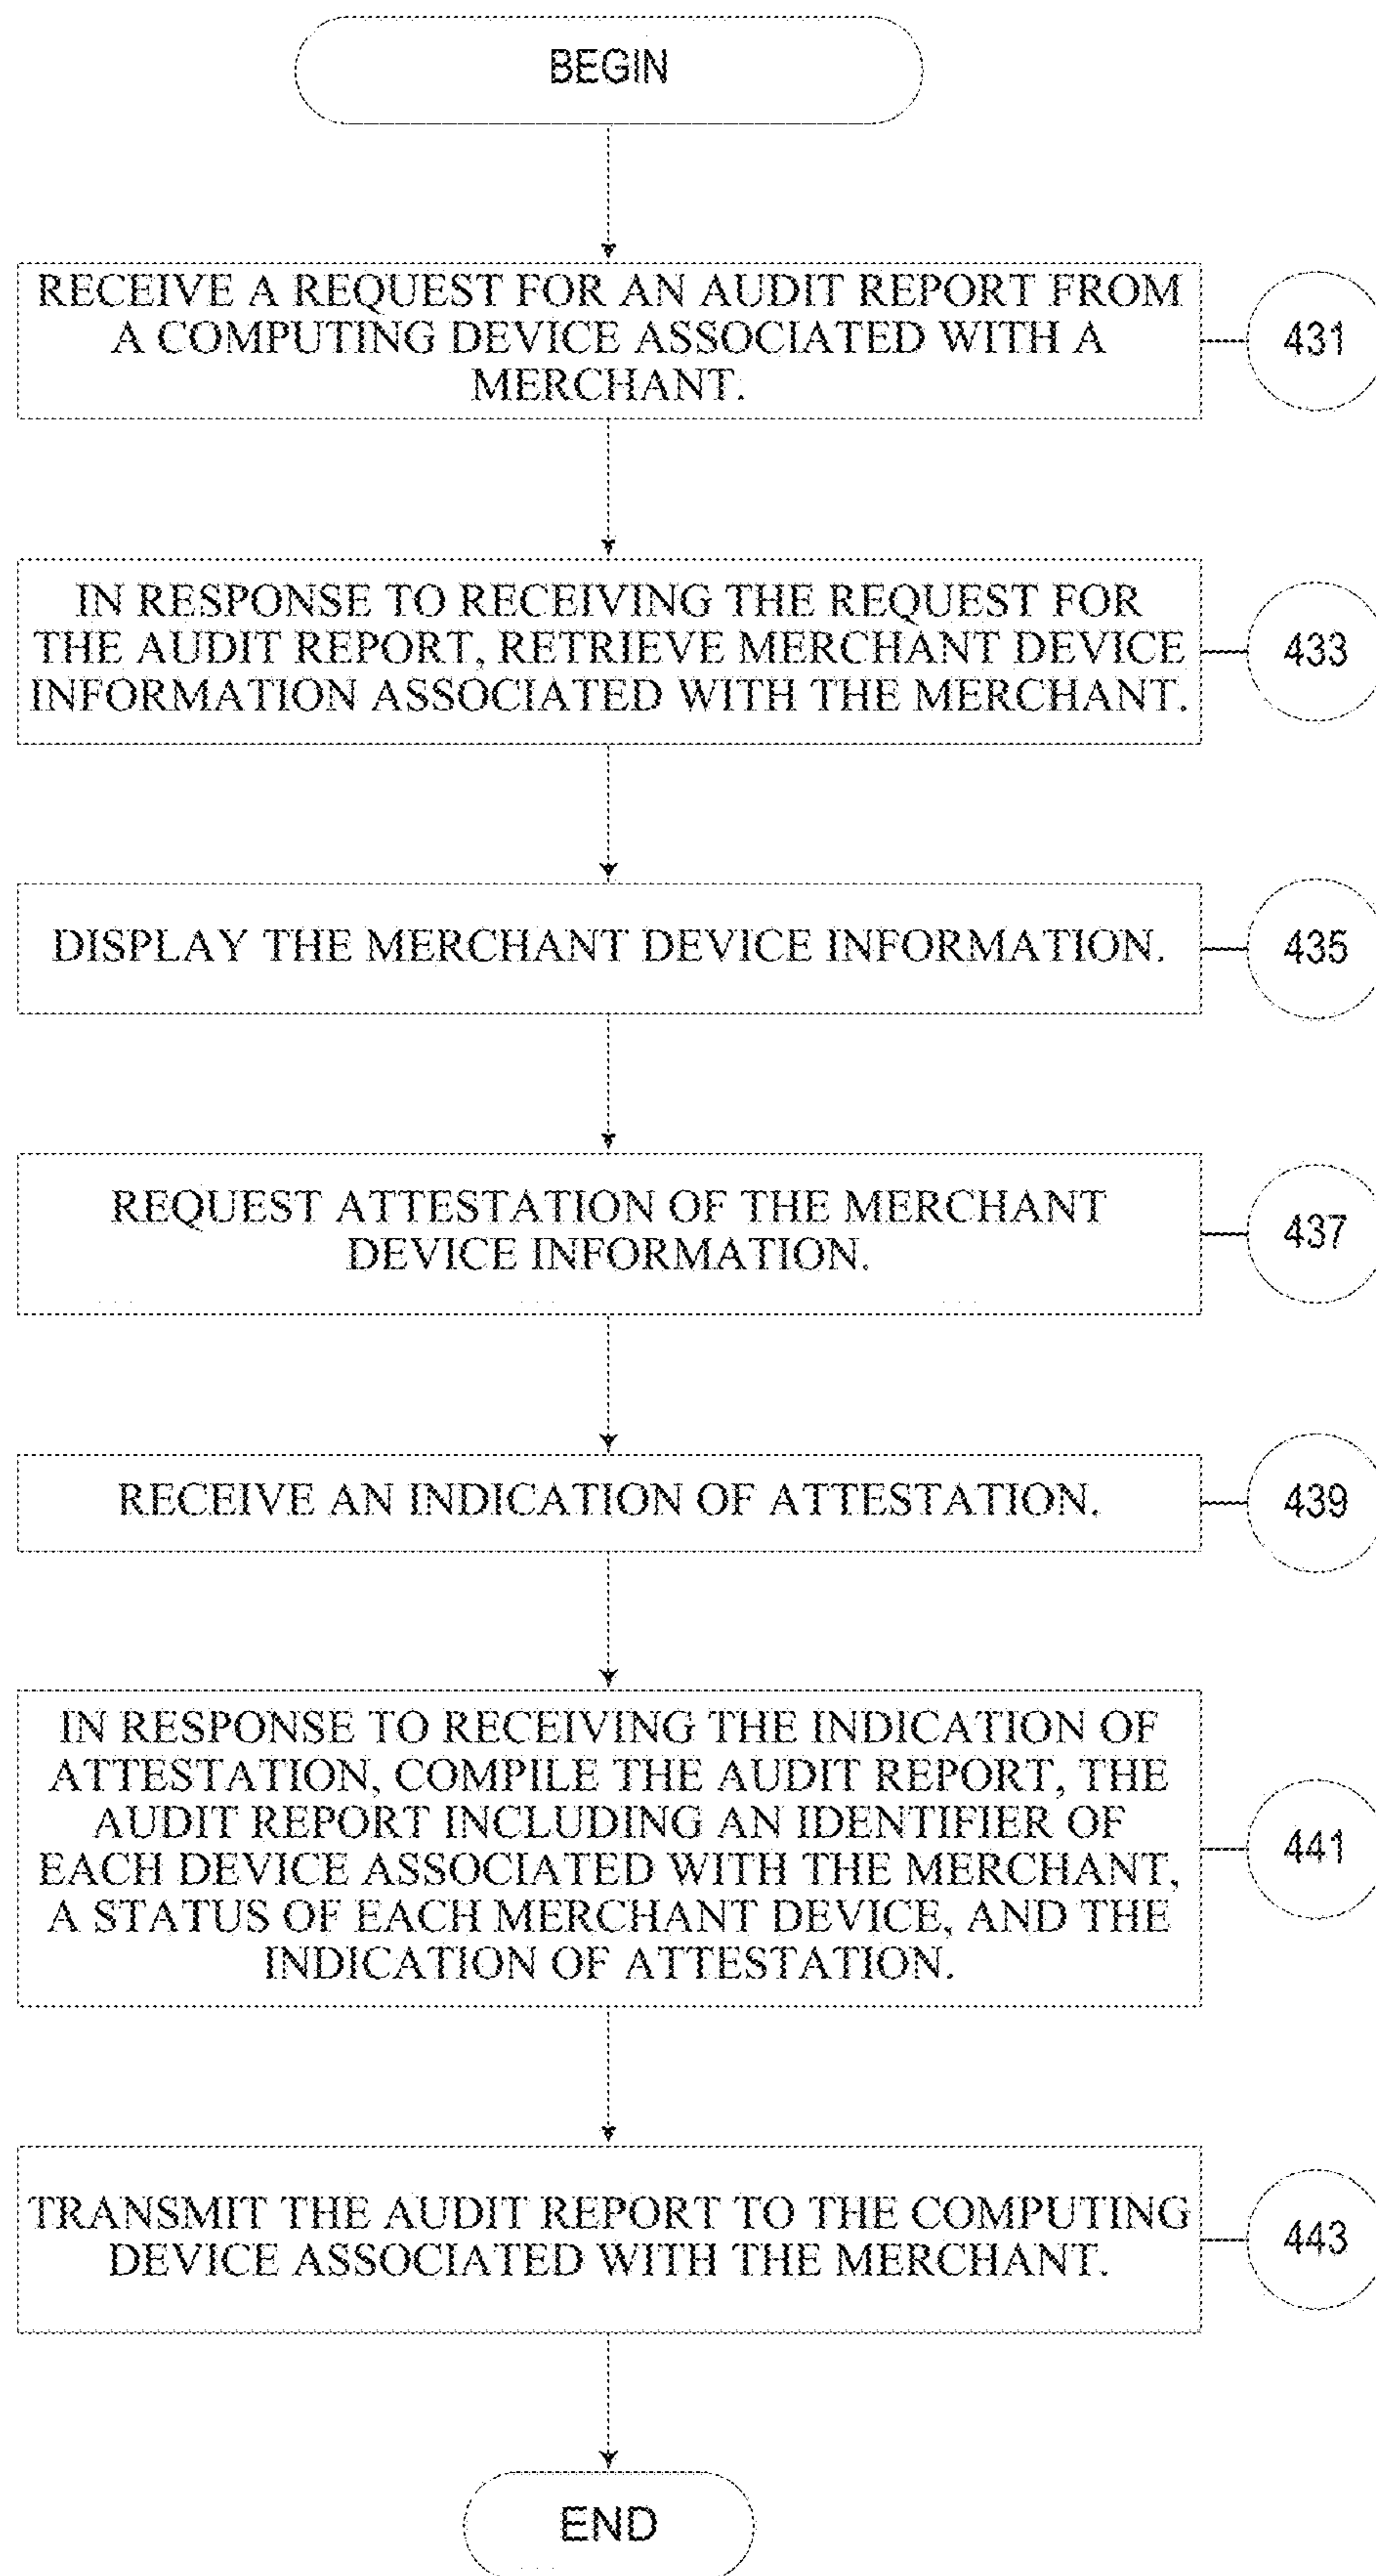 BEGIN
RECEIVE A REQUEST FOR AN AUDIT REPORT FROM
A COMPUTING DEVICE ASSOCIATED WITH A
MERCHANT.
431
IN RESPONSE TO RECEIVING THE REQUEST FOR
THE AUDIT REPORT, RETRIEVE MERCHANT DEVICE
INFORMATION ASSOCIATED WITH THE MERCHANT.
433
DISPLAY THE MERCHANT DEVICE INFORMATION.
435
REQUEST ATTESTATION OF THE MERCHANT
DEVICE INFORMATION.
437
RECEIVE AN INDICATION OF ATTESTATION.
439
IN RESPONSE TO RECEIVING THE INDICATION OF
ATTESTATION, COMPILE THE AUDIT REPORT, THE
AUDIT REPORT INCLUDING AN IDENTIFIER OF
EACH DEVICE ASSOCIATED WITH THE MERCHANT,
A STATUS OF EACH MERCHANT DEVICE, AND THE
INDICATION OF ATTESTATION.
441
TRANSMIT THE AUDIT REPORT TO THE COMPUTING
DEVICE ASSOCIATED WITH THE MERCHANT.
443
END